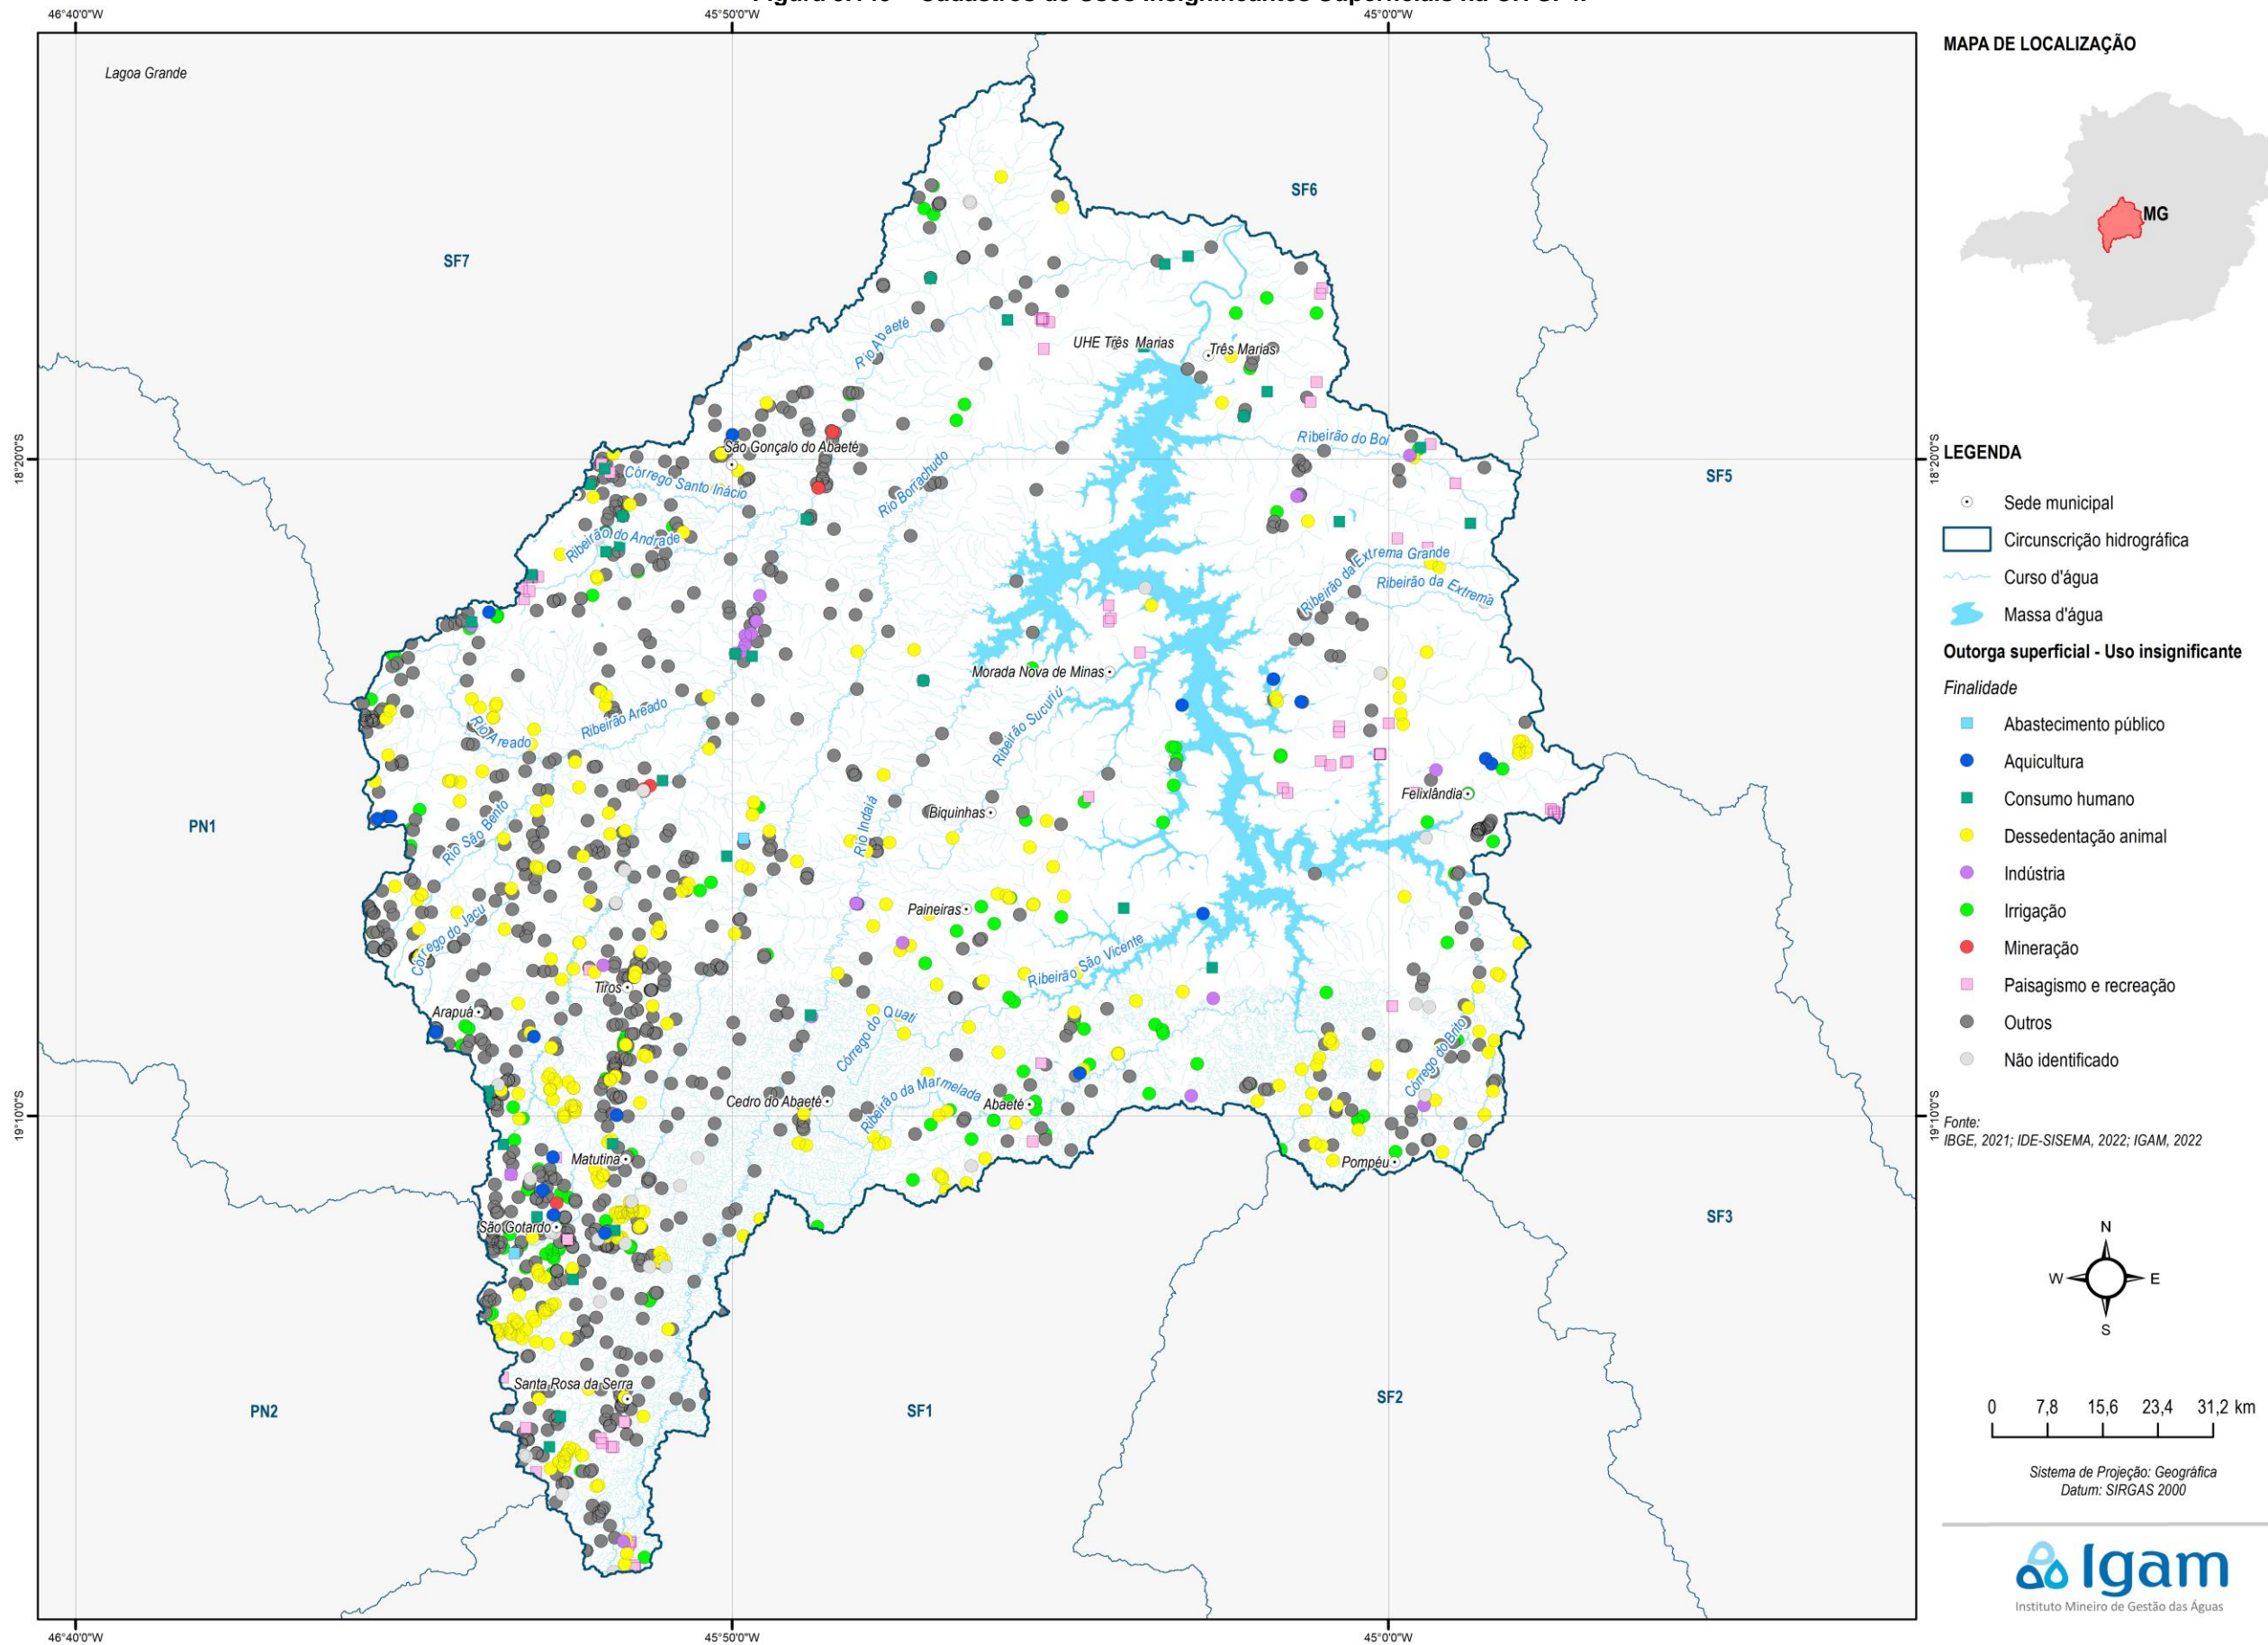 46°40'0"W
45°50'0"W
45°0'0"W
Lagoa Grande
SF7
SF6
SF5
PN1
PN2
SF1
SF2
SF3
18°20'0"S
19°10'0"S
18°20'0"S
19°10'0"S
Rio Abaeté
UHE Três Marias
Três Marias
São Gonçalo do Abaeté
Córrego Santo Inácio
Rio Borrachudo
Ribeirão do Boi
Ribeirão do Andrade
Ribeirão da Extrema Grande
Ribeirão da Extrema
Morada Nova de Minas
Ribeirão Sucuriú
Ribeirão Areado
Rio Areado
Felixlândia
Biquinhas
Rio Indaiá
Rio São Bento
Paineiras
Córrego do Jacu
Ribeirão São Vicente
Tiros
Arapuá
Córrego do Quati
Córrego do Brito
Cedro do Abaeté
Ribeirão da Marmelada
Abaeté
Matutina
Pompéu
São Gotardo
Santa Rosa da Serra
46°40'0"W
45°50'0"W
45°0'0"W
MAPA DE LOCALIZAÇÃO
MG
LEGENDA
Sede municipal
Circunscrição hidrográfica
Curso d'água
Massa d'água
Outorga superficial - Uso insignificante
Finalidade
Abastecimento público
Aquicultura
Consumo humano
Dessedentação animal
Indústria
Irrigação
Mineração
Paisagismo e recreação
Outros
Não identificado
Fonte:
IBGE, 2021; IDE-SISEMA, 2022; IGAM, 2022
N
W
E
S
0 7,8 15,6 23,4 31,2 km
Sistema de Projeção: Geográfica
Datum: SIRGAS 2000
Igam
Instituto Mineiro de Gestão das Águas